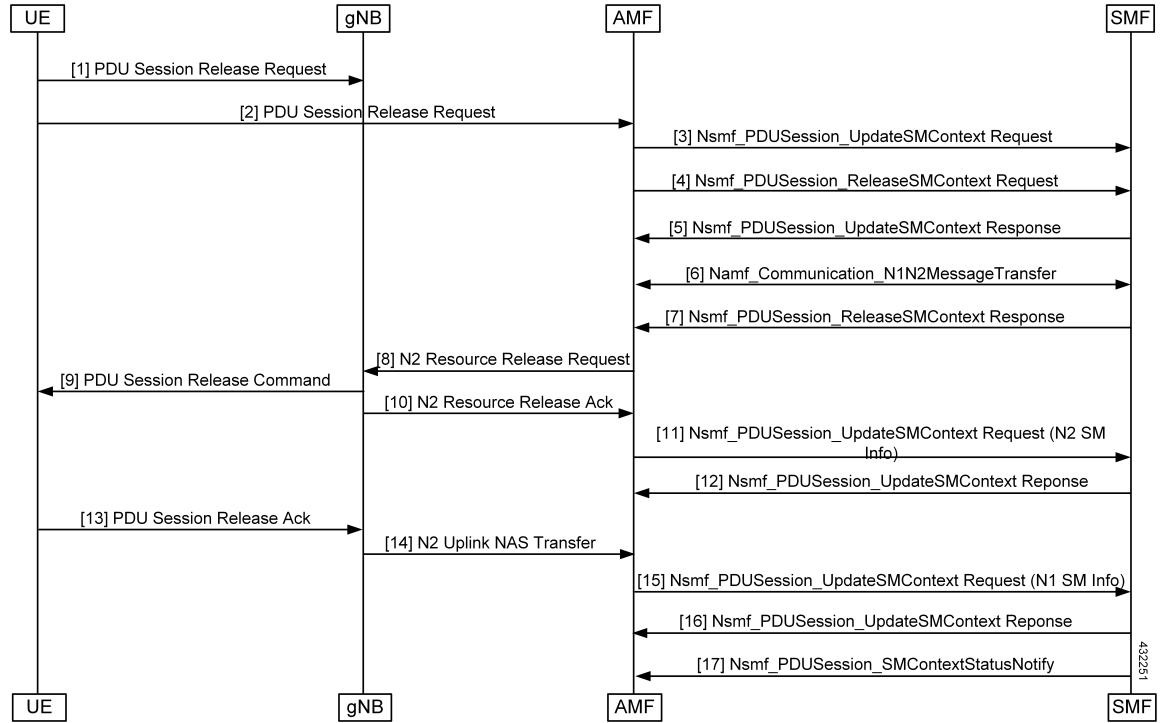 UE gNB AMF SMF
[1] PDU Session Release Request
[2] PDU Session Release Request
[3] Nsmf_PDUSession_UpdateSMContext Request
[4] Nsmf_PDUSession_ReleaseSMContext Request
[5] Nsmf_PDUSession_UpdateSMContext Response
[6] Namf_Communication_N1N2MessageTransfer
[7] Nsmf_PDUSession_ReleaseSMContext Response
[8] N2 Resource Release Request
[9] PDU Session Release Command
[10] N2 Resource Release Ack
[11] Nsmf_PDUSession_UpdateSMContext Request (N2 SM
Info)
[12] Nsmf_PDUSession_UpdateSMContext Reponse
[13] PDU Session Release Ack
[14] N2 Uplink NAS Transfer
[15] Nsmf_PDUSession_UpdateSMContext Request (N1 SM Info)
[16] Nsmf_PDUSession_UpdateSMContext Reponse
[17] Nsmf_PDUSession_SMContextStatusNotify
432251
UE gNB AMF SMF